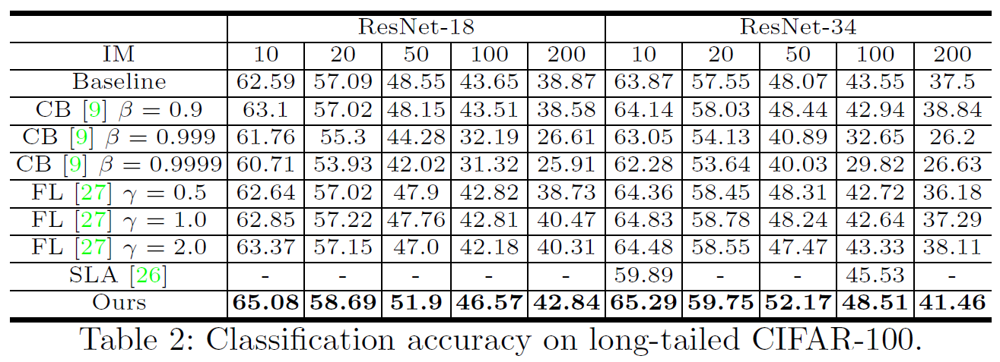 ResNet-18 ResNet-34
IM 10 20 50 100 200 10 20 50 100 200
Baseline 62.59 57.09 48.55 43.65 38.87 63.87 57.55 48.07 43.55 37.5
CB [9] β = 0.9 63.1 57.02 48.15 43.51 38.58 64.14 58.03 48.44 42.94 38.84
CB [9] β = 0.999 61.76 55.3 44.28 32.19 26.61 63.05 54.13 40.89 32.65 26.2
CB [9] β = 0.9999 60.71 53.93 42.02 31.32 25.91 62.28 53.64 40.03 29.82 26.63
FL [27] γ = 0.5 62.64 57.02 47.9 42.82 38.73 64.36 58.45 48.31 42.72 36.18
FL [27] γ = 1.0 62.85 57.22 47.76 42.81 40.47 64.83 58.78 48.24 42.64 37.29
FL [27] γ = 2.0 63.37 57.15 47.0 42.18 40.31 64.48 58.55 47.47 43.33 38.11
SLA [26] - - - - - 59.89 - - 45.53 -
Ours 65.08 58.69 51.9 46.57 42.84 65.29 59.75 52.17 48.51 41.46
Table 2: Classification accuracy on long-tailed CIFAR-100.